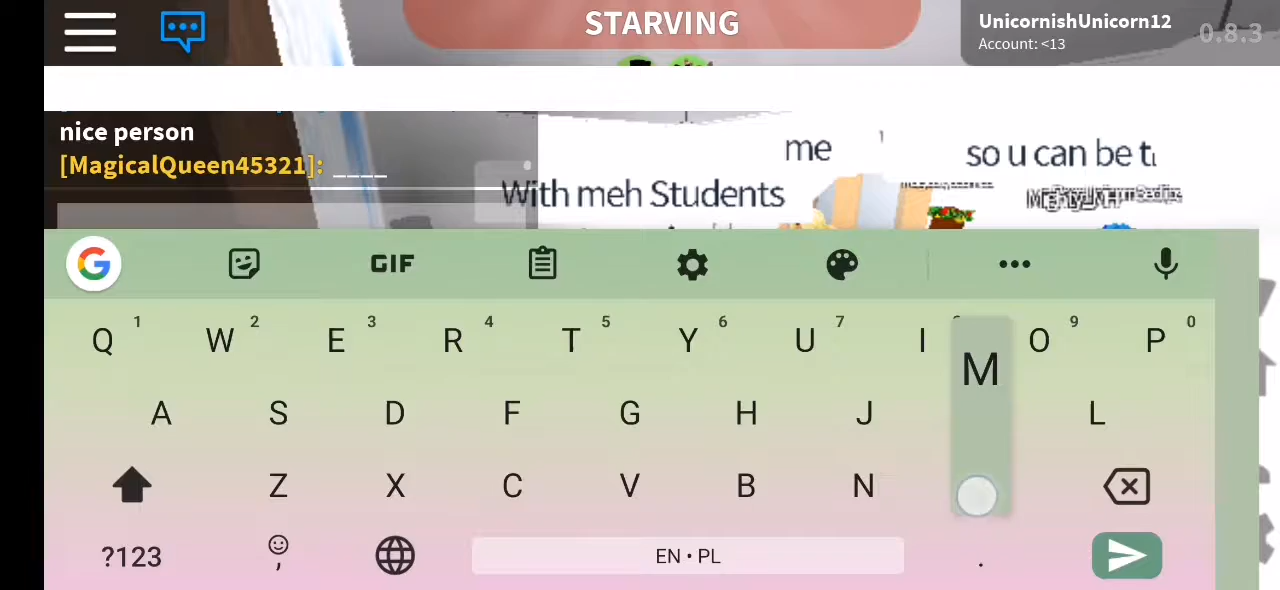 STARVING
UnicornishUnicorn12
Account: <13
0.8.3
nice person
[MagicalQueen45321]: ____
me
so u can be
With meh Students
GIF
Q 1 W 2 E 3 R 4 T 5 Y 6 U 7 I O 9 P 0
M
A S D F G H J L
Z X C V B N
?123 , EN • PL .